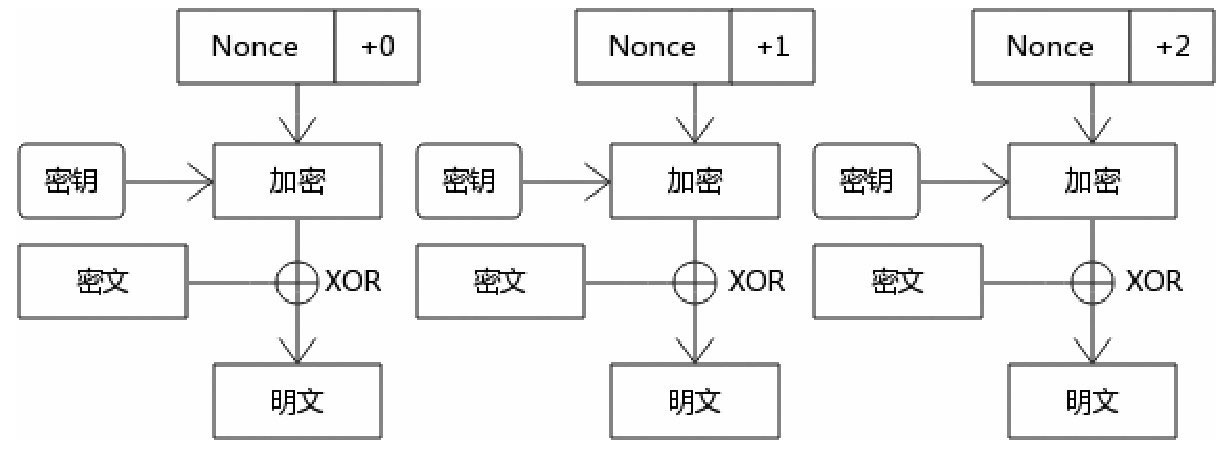 Nonce +0 Nonce +1 Nonce +2
密钥 加密 密钥 加密 密钥 加密
密文 XOR 密文 XOR 密文 XOR
明文 明文 明文